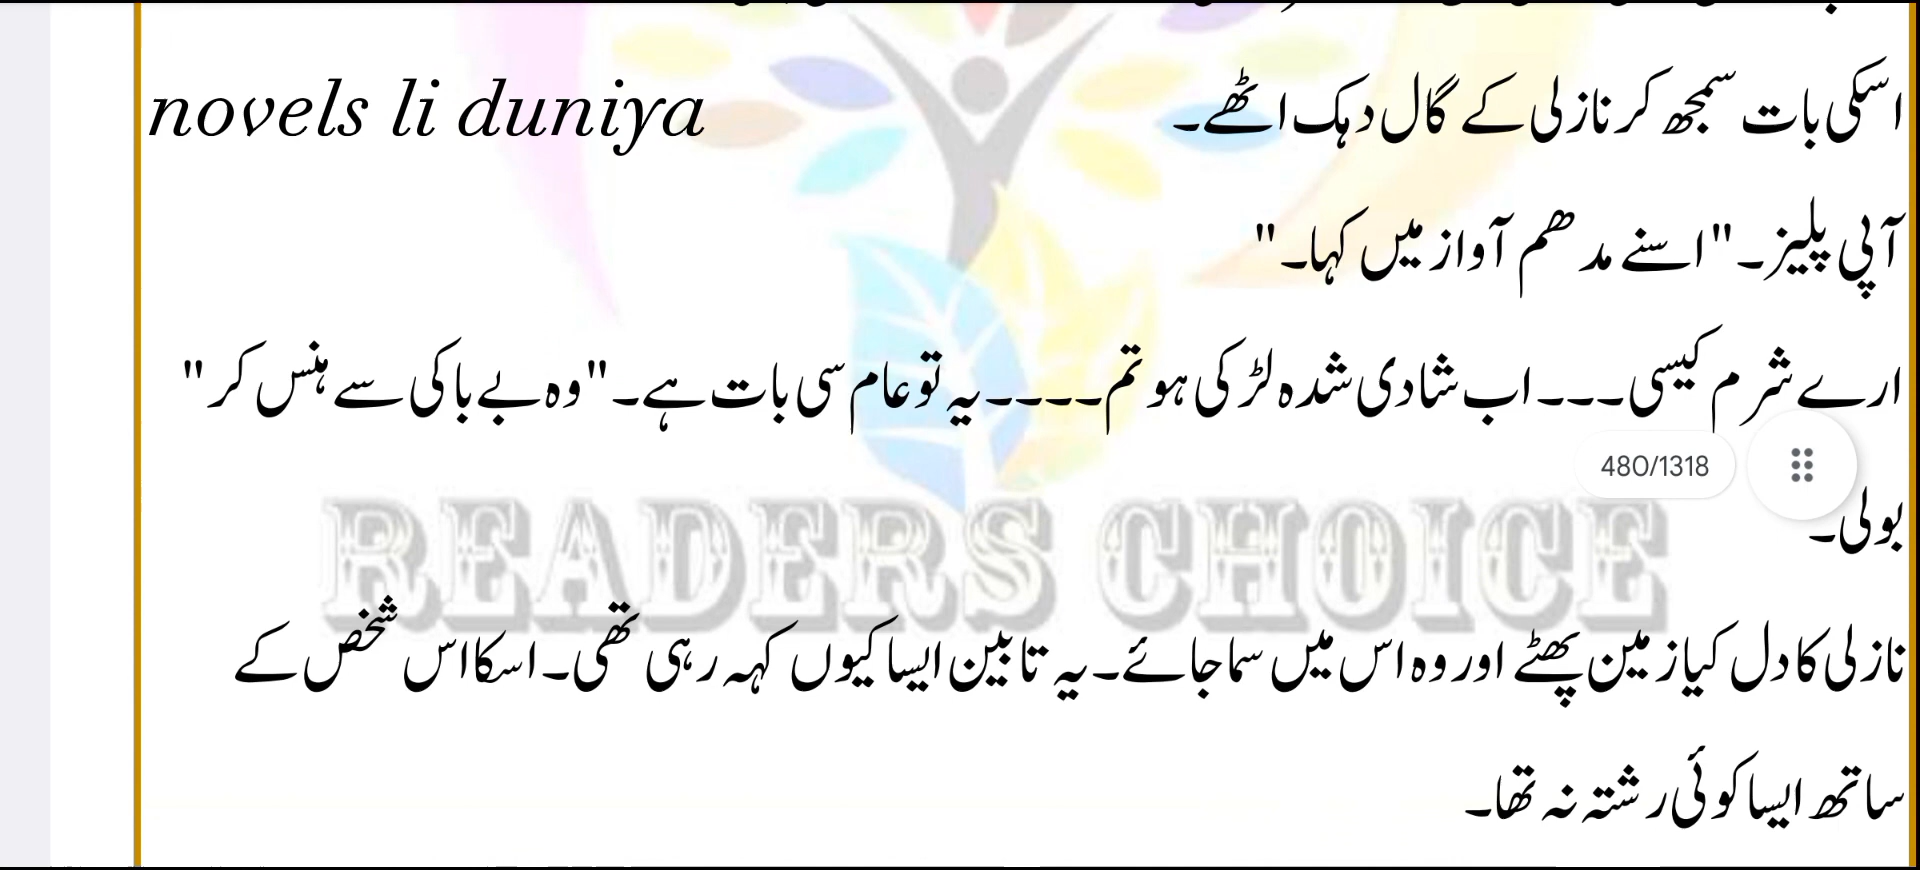 اسکی بات سمجھ کر نازلی کے گال دہک اٹھے۔
novels li duniya
آپی پلیز۔"اسنے مدھم آواز میں کہا۔"
ارے شرم کیسی۔۔۔اب شادی شدہ لڑکی ہو تم۔۔۔۔یہ تو عام سی بات ہے۔"وہ بے باکی سے ہنس کر"
480/1318
بولی۔
READERS CHOICE
نازلی کا دل کیا زمین پھٹے اور وہ اس میں سما جائے۔یہ تابین ایسا کیوں کہہ رہی تھی۔اسکا اس شخص کے
ساتھ ایسا کوئی رشتہ نہ تھا۔